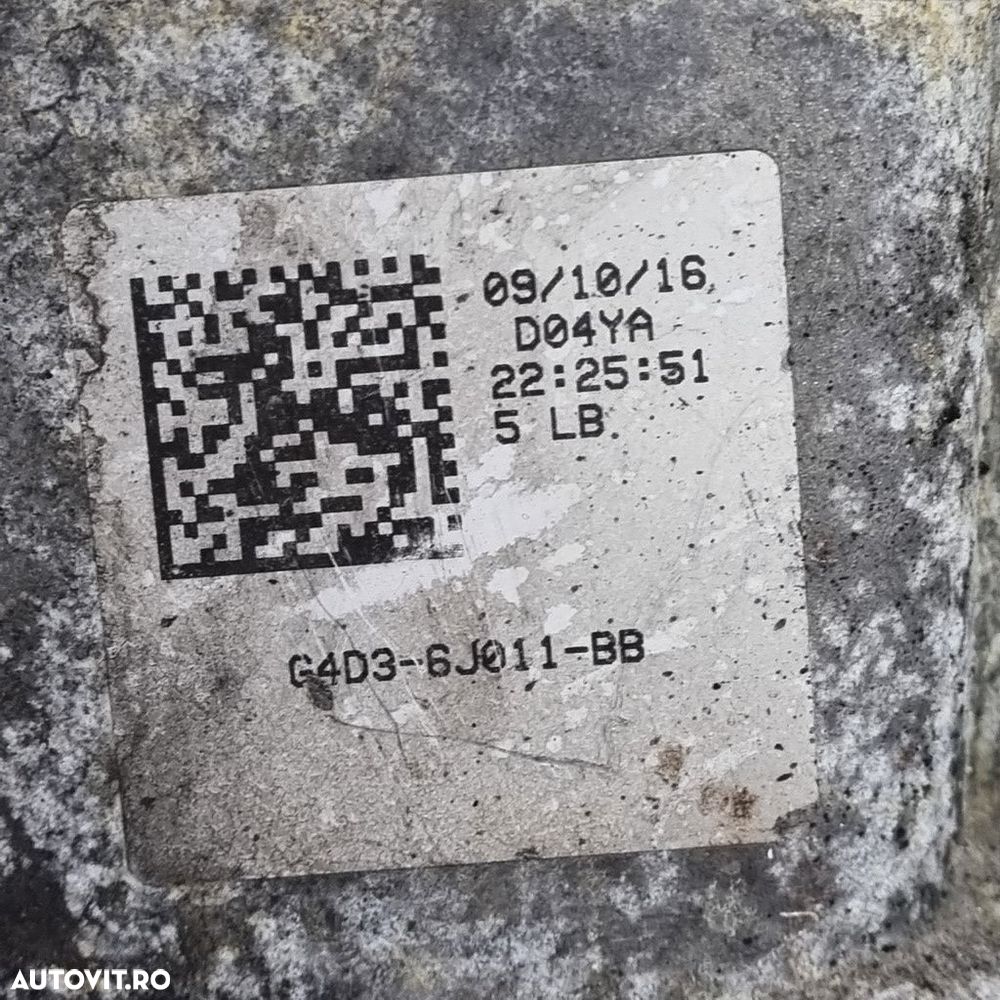 09/10/16
D04YA
22:25:51
5 LB
G4D3-6J011-BB
AUTOVIT.RO